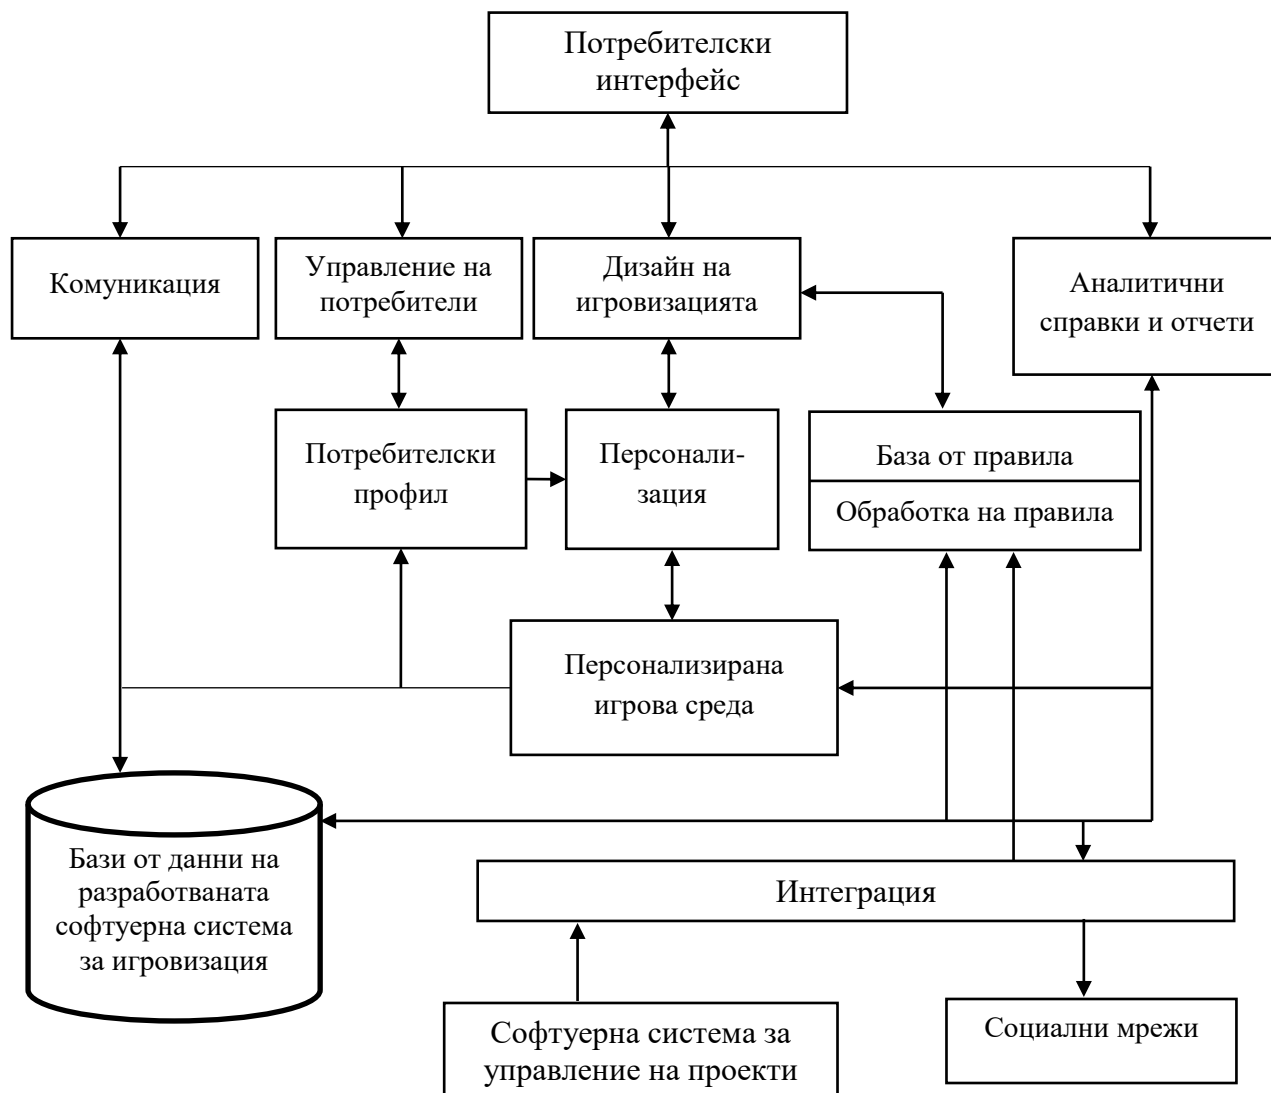 Потребителски
интерфейс
Комуникация
Управление на
потребители
Дизайн на
игровизацията
Аналитични
справки и отчети
Потребителски
профил
Персонали-
зация
База от правила
Обработка на правила
Персонализирана
игрова среда
Бази от данни на
разработваната
софтуерна система
за игровизация
Интеграция
Софтуерна система за
управление на проекти
Социални мрежи